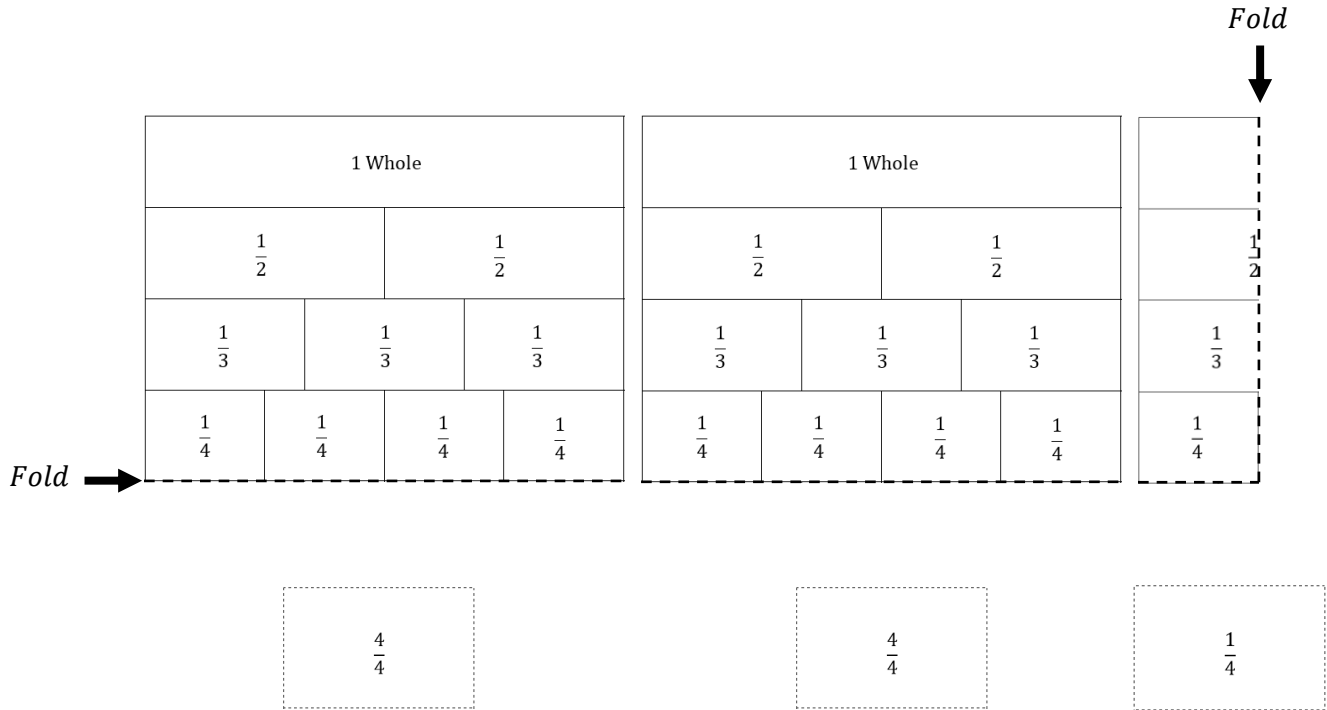 Fold
1 Whole 1 Whole
1/2 1/2 1/2 1/2 1/2
1/3 1/3 1/3 1/3 1/3 1/3 1/3
1/4 1/4 1/4 1/4 1/4 1/4 1/4 1/4 1/4
Fold
4/4 4/4 1/4